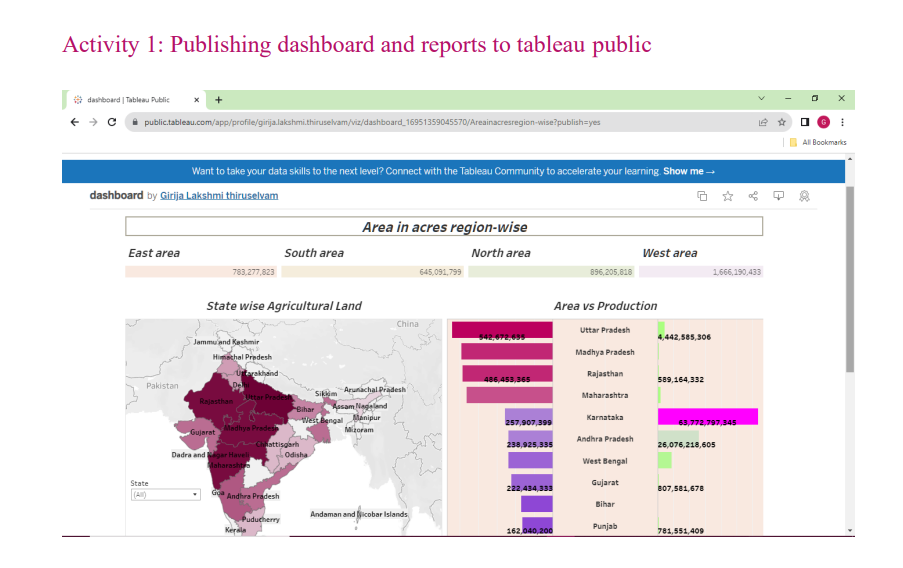 Activity 1: Publishing dashboard and reports to tableau public
dashboard | Tableau Public
public.tableau.com/app/profile/girija.lakshmi.thiruselvam/viz/dashboard_16951359045570/Areainacresregion-wise?publish=yes
G
All Bookmarks
Want to take your data skills to the next level? Connect with the Tableau Community to accelerate your learning. Show me →
dashboard by Girija Lakshmi thiruselvam
Area in acres region-wise
East area South area North area West area
783,277,823 645,091,799 896,205,818 1,666,190,433
State wise Agricultural Land
China
Jammu and Kashmir
Himachal Pradesh
Uttarakhand
Pakistan
Delhi
Sikkim
Arunachal Pradesh
Rajasthan
Uttar Pradesh
Bihar
Assam Nagaland
West Bengal
Manipur
Gujarat
Madhya Pradesh
Mizoram
Chhattisgarh
Dadra and Nagar Haveli
Odisha
Maharashtra
State
(All)
Goa
Andhra Pradesh
Andaman and Nicobar Islands
Puducherry
Kerala
Area vs Production
542,672,635 Uttar Pradesh 4,442,585,306
Madhya Pradesh
486,453,365 Rajasthan 589,164,332
Maharashtra
257,907,399 Karnataka 63,772,797,345
238,925,335 Andhra Pradesh 26,076,218,605
West Bengal
222,434,333 Gujarat 807,581,678
Bihar
162,040,200 Punjab 781,551,409